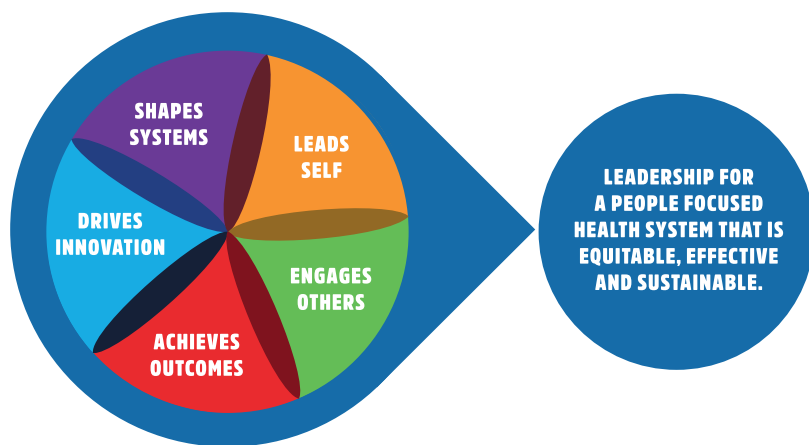 SHAPES
SYSTEMS
LEADS
SELF
DRIVES
INNOVATION
ENGAGES
OTHERS
ACHIEVES
OUTCOMES
LEADERSHIP FOR
A PEOPLE FOCUSED
HEALTH SYSTEM THAT IS
EQUITABLE, EFFECTIVE
AND SUSTAINABLE.